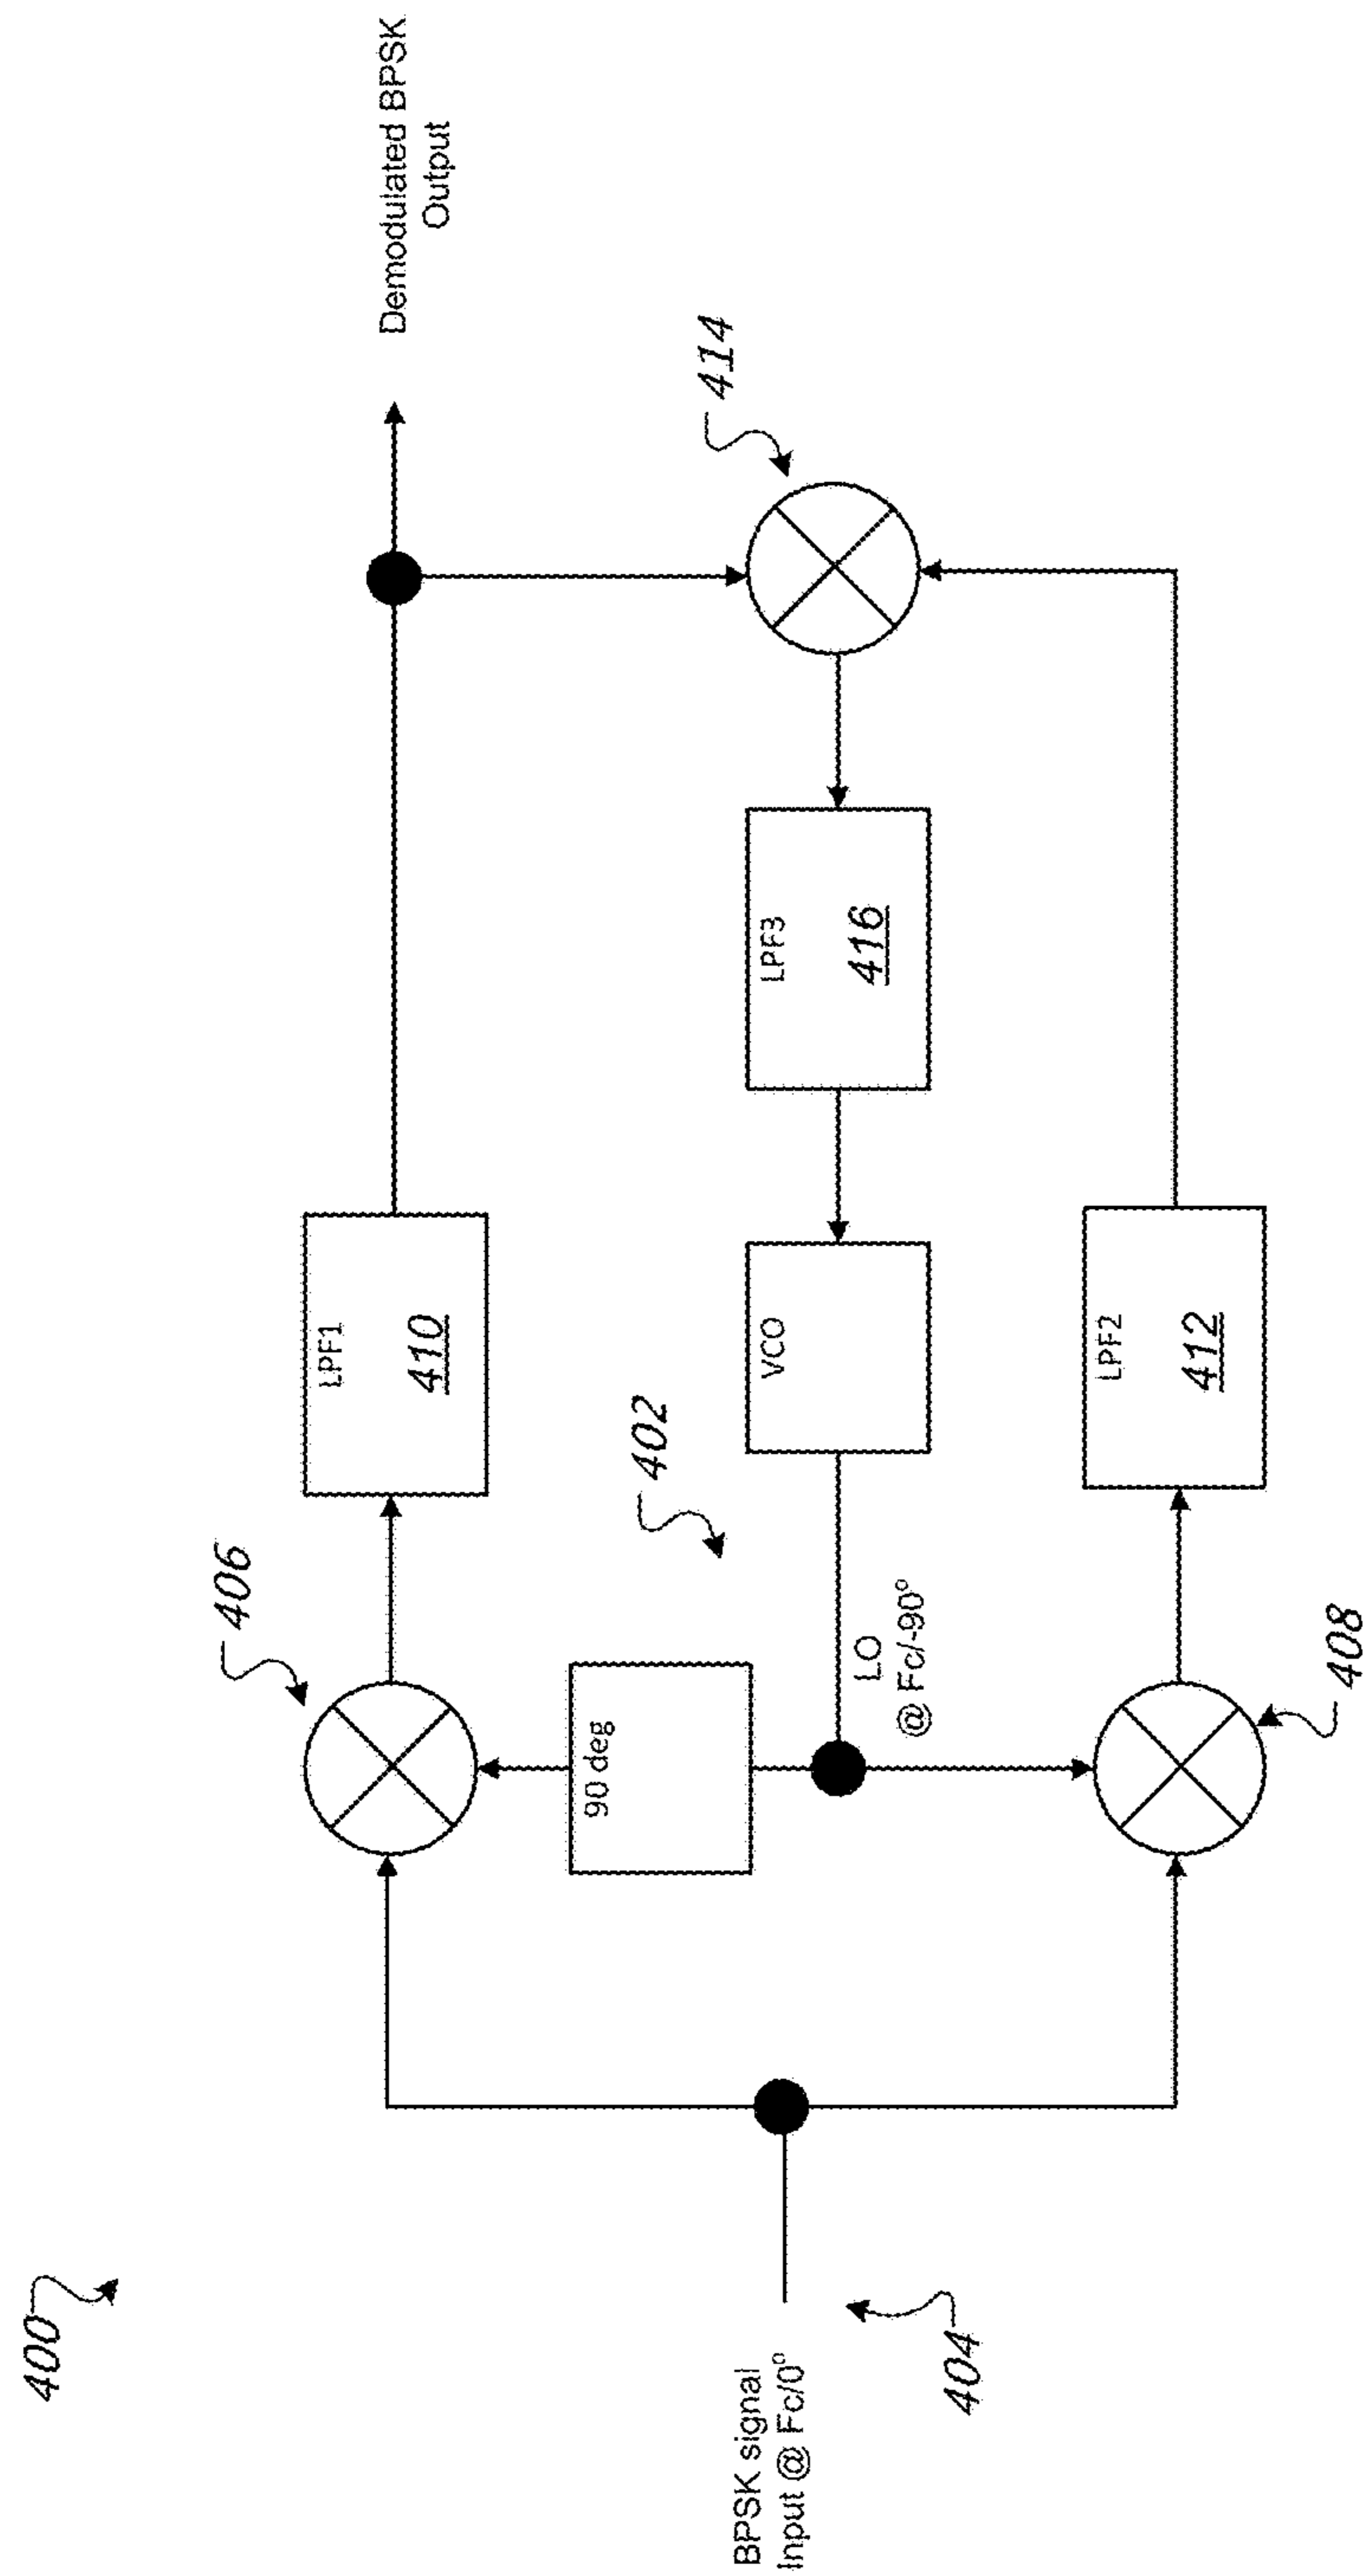 400
BPSK signal
Input @ Fc/0°
404
406
90 deg
LO
@ Fc/-90°
408
402
LPF1
410
VCO
LPF2
412
LPF3
416
414
Demodulated BPSK
Output